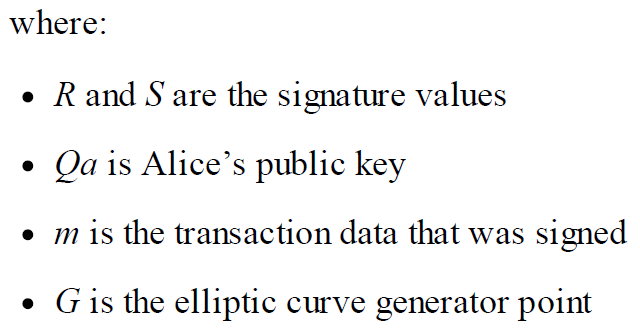 where:
• R and S are the signature values
• Qa is Alice’s public key
• m is the transaction data that was signed
• G is the elliptic curve generator point